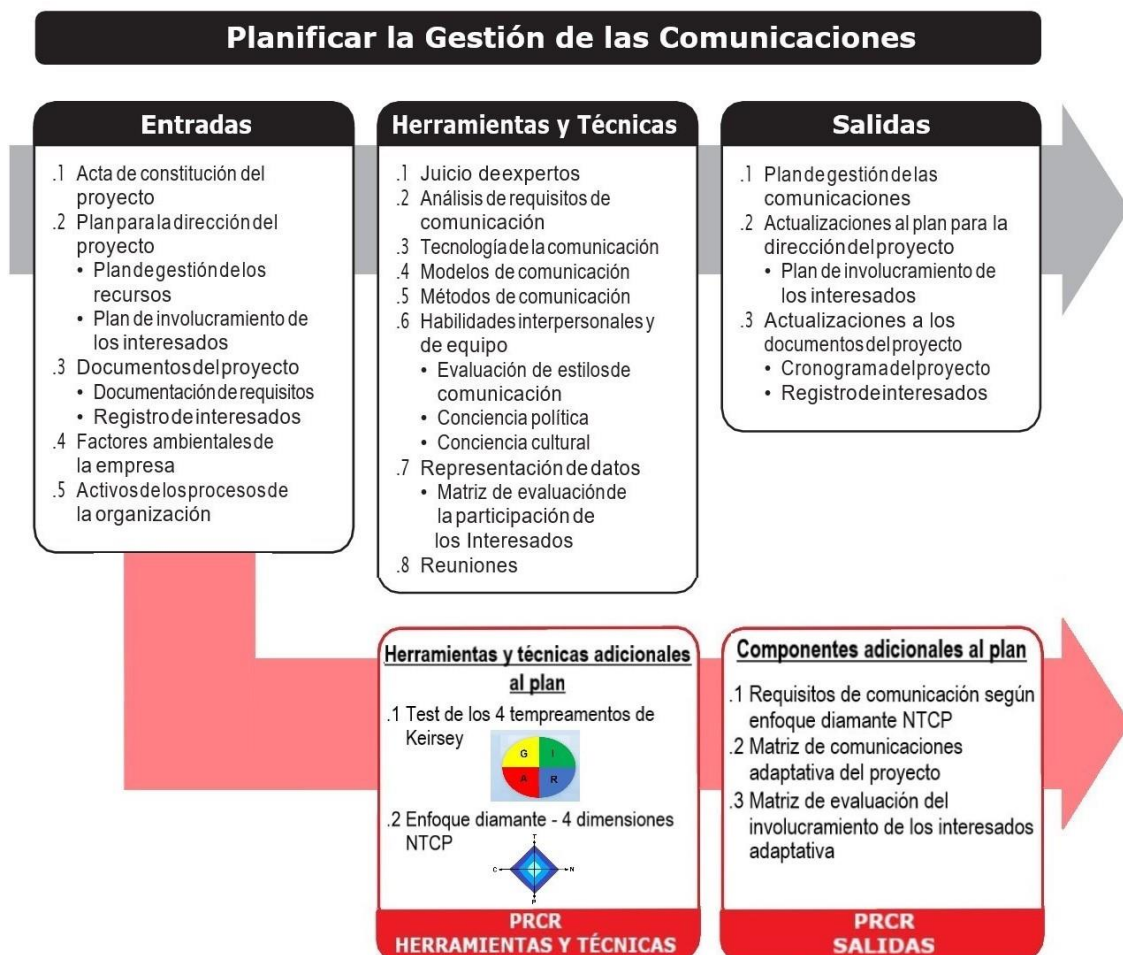 Planificar la Gestión de las Comunicaciones
Entradas
.1 Acta de constitución del
proyecto
.2 Plan para la dirección del
proyecto
• Plan de gestión de los
recursos
• Plan de involucramiento de
los interesados
.3 Documentos del proyecto
• Documentación de requisitos
• Registro de interesados
.4 Factores ambientales de
la empresa
.5 Activos de los procesos de
la organización
Herramientas y Técnicas
.1 Juicio de expertos
.2 Análisis de requisitos de
comunicación
.3 Tecnología de la comunicación
.4 Modelos de comunicación
.5 Métodos de comunicación
.6 Habilidades interpersonales y
de equipo
• Evaluación de estilos de
comunicación
• Conciencia política
• Conciencia cultural
.7 Representación de datos
• Matriz de evaluación de
la participación de
los Interesados
.8 Reuniones
Salidas
.1 Plan de gestión de las
comunicaciones
.2 Actualizaciones al plan para la
dirección del proyecto
• Plan de involucramiento de
los interesados
.3 Actualizaciones a los
documentos del proyecto
• Cronograma del proyecto
• Registro de interesados
Herramientas y técnicas adicionales
al plan
.1 Test de los 4 tempreamentos de
Keirsey
G I
A R
.2 Enfoque diamante - 4 dimensiones
NTCP
T
C N
P
PRCR
HERRAMIENTAS Y TÉCNICAS
Componentes adicionales al plan
.1 Requisitos de comunicación según
enfoque diamante NTCP
.2 Matriz de comunicaciones
adaptativa del proyecto
.3 Matriz de evaluación del
involucramiento de los interesados
adaptativa
PRCR
SALIDAS